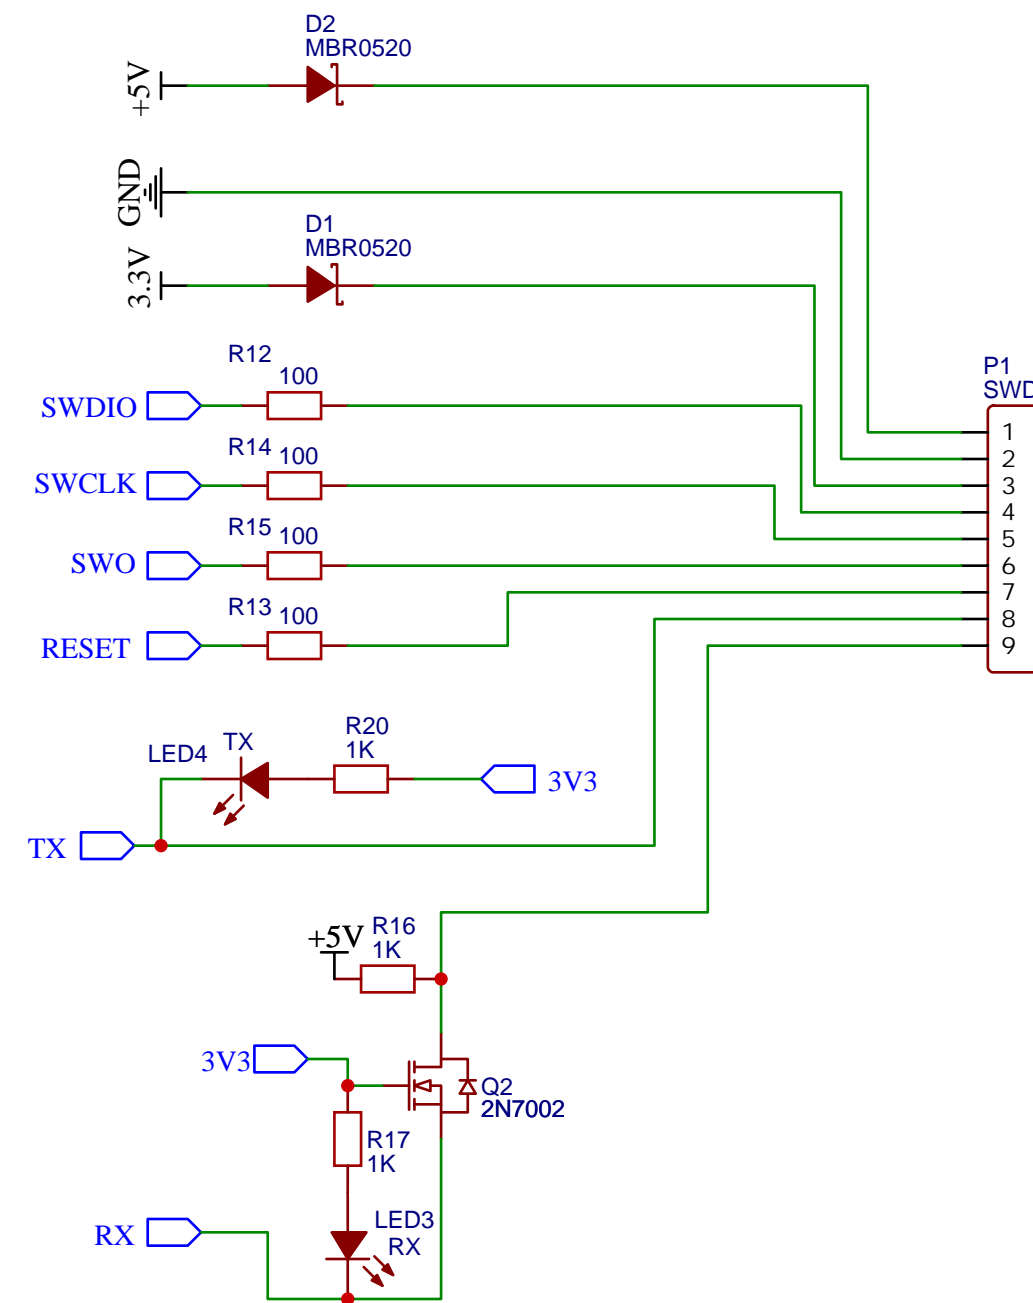 D2
MBR0520
+5V
GND
D1
MBR0520
3.3V
R12
100
SWDIO
R14
100
SWCLK
R15
100
SWO
R13
100
RESET
P1
SWD
1
2
3
4
5
6
7
8
9
R20
1K
TX
LED4
3V3
TX
R16
1K
+5V
3V3
Q2
2N7002
R17
1K
LED3
RX
RX